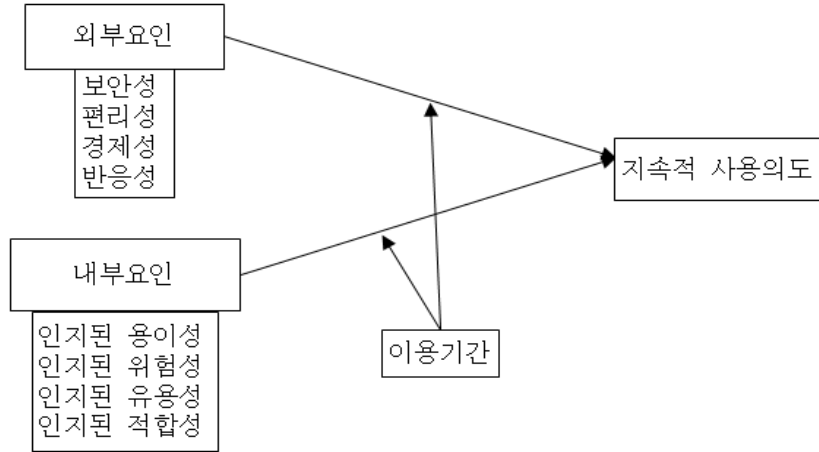 외부요인
보안성
편리성
경제성
반응성
지속적 사용의도
내부요인
인지된 용이성
인지된 위험성
인지된 유용성
인지된 적합성
이용기간